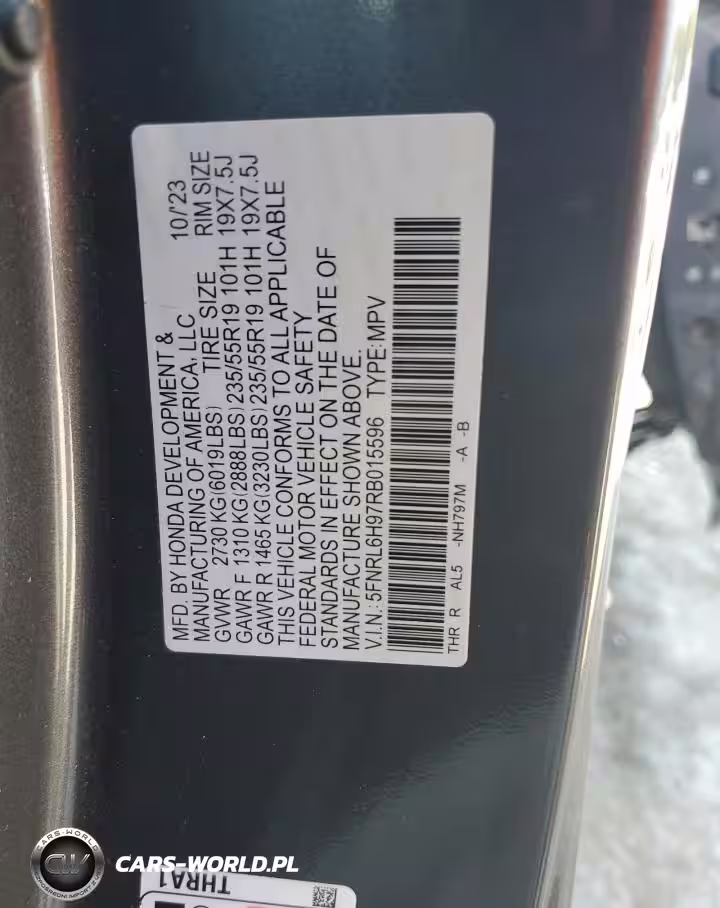 MFD. BY HONDA DEVELOPMENT &
MANUFACTURING OF AMERICA, LLC 10/'23
GVWR 2730 KG(6019LBS) TIRE SIZE RIM SIZE
GAWR F 1310 KG(2888LBS) 235/55R19 101H 19X7.5J
GAWR R 1465 KG(3230LBS) 235/55R19 101H 19X7.5J
THIS VEHICLE CONFORMS TO ALL APPLICABLE
FEDERAL MOTOR VEHICLE SAFETY
STANDARDS IN EFFECT ON THE DATE OF
MANUFACTURE SHOWN ABOVE.
V.I.N.: 5FNRL6H97RB015596 TYPE: MPV
THR R AL5 -NH797M -A -B
THRA1
CARS-WORLD
CW
CARS-WORLD.PL